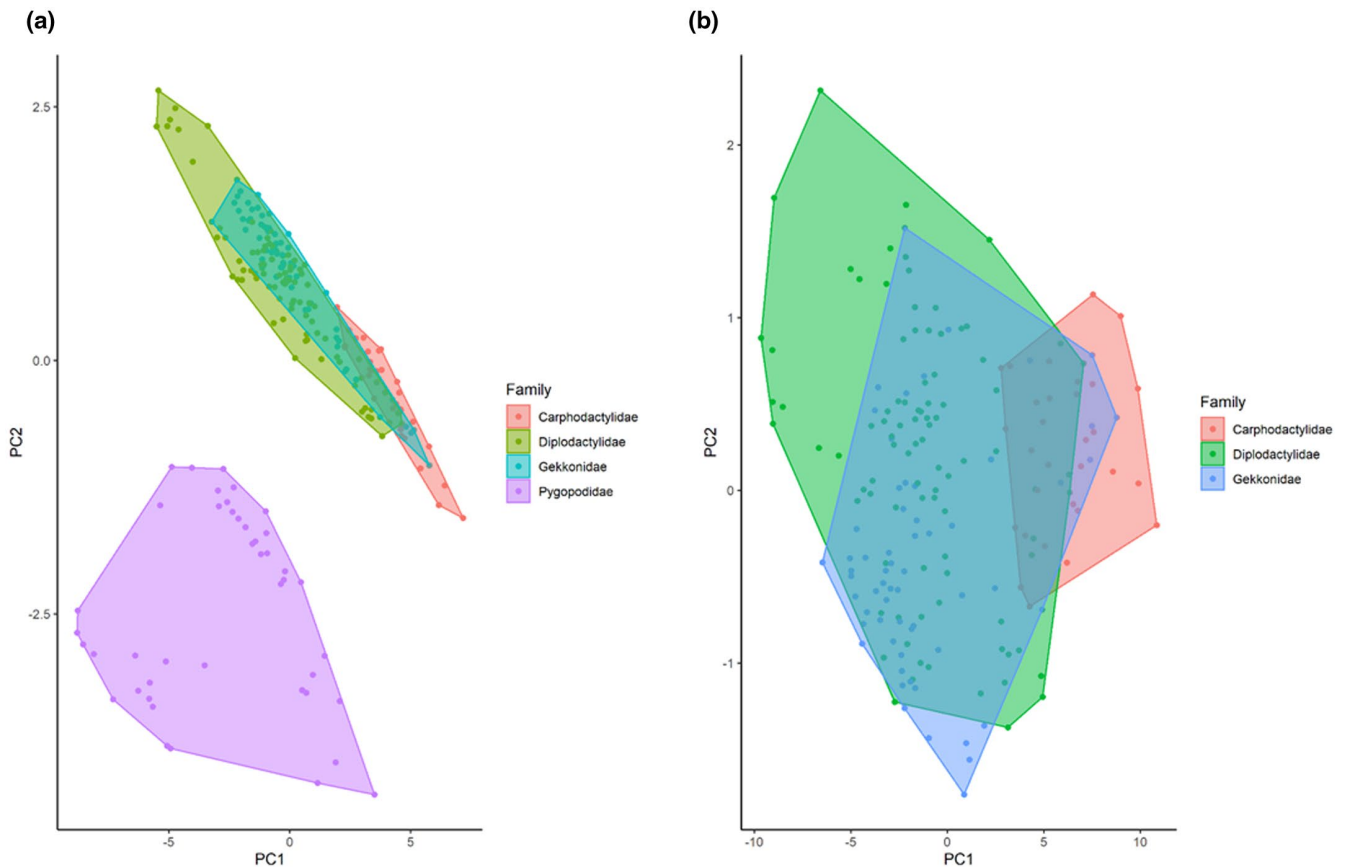 (a)
2.5
0.0
-2.5
PC2
-5
0
5
PC1
Family
Carphodactylidae
Diplodactylidae
Gekkonidae
Pygopodidae
(b)
2
1
0
-1
PC2
-10
-5
0
5
10
PC1
Family
Carphodactylidae
Diplodactylidae
Gekkonidae